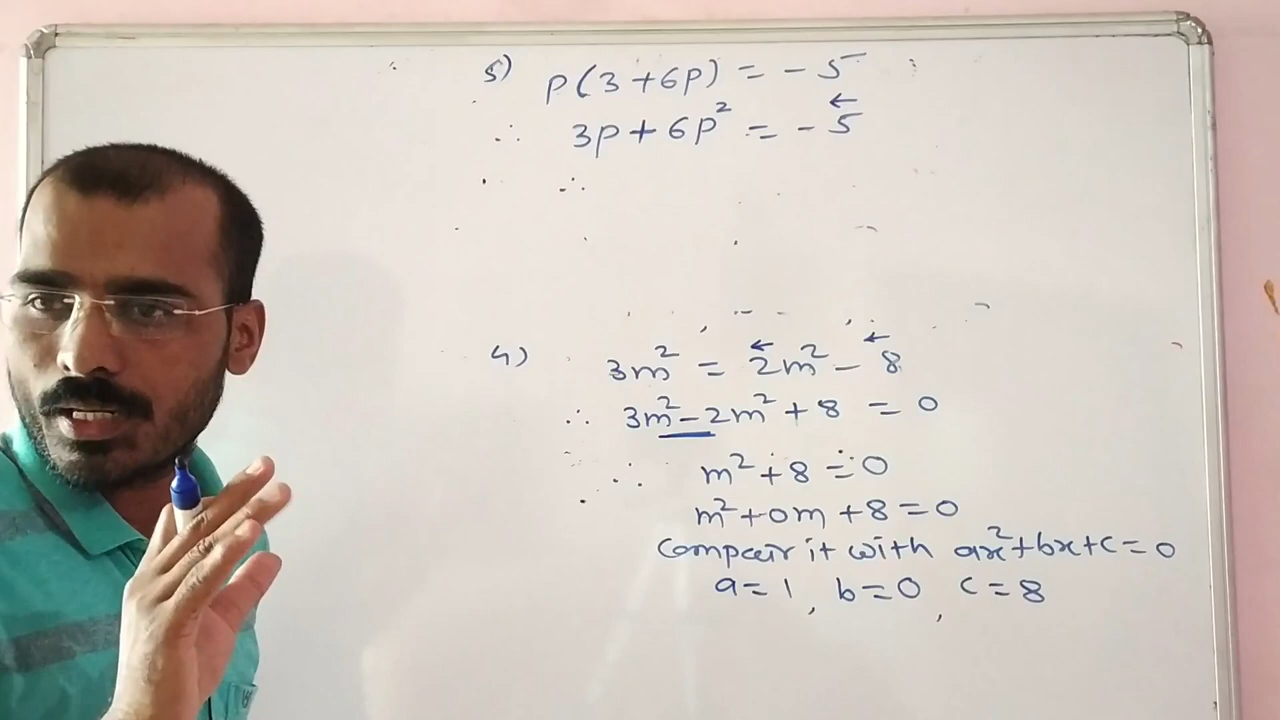 5) p(3+6p) = -5
∴ 3p+6p² = -5
∴
4) 3m² = 2m² - 8
∴ 3m² - 2m² + 8 = 0
∴ m² + 8 = 0
m² + 0m + 8 = 0
Compair it with ax²+bx+c=0
a=1, b=0, c=8